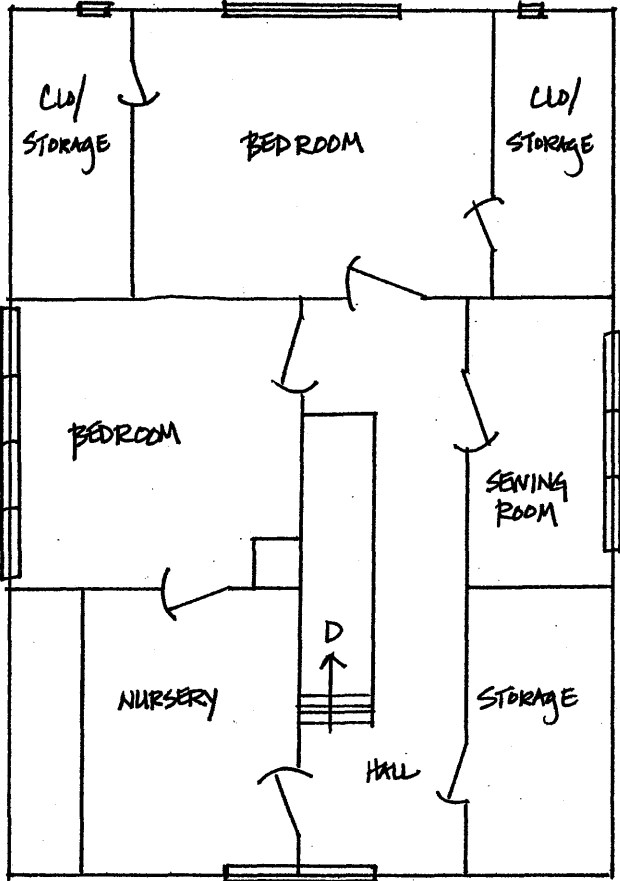 CLO/
STORAGE
BEDROOM
CLO/
STORAGE
BEDROOM
SEWING
ROOM
D
NURSERY
STORAGE
HALL